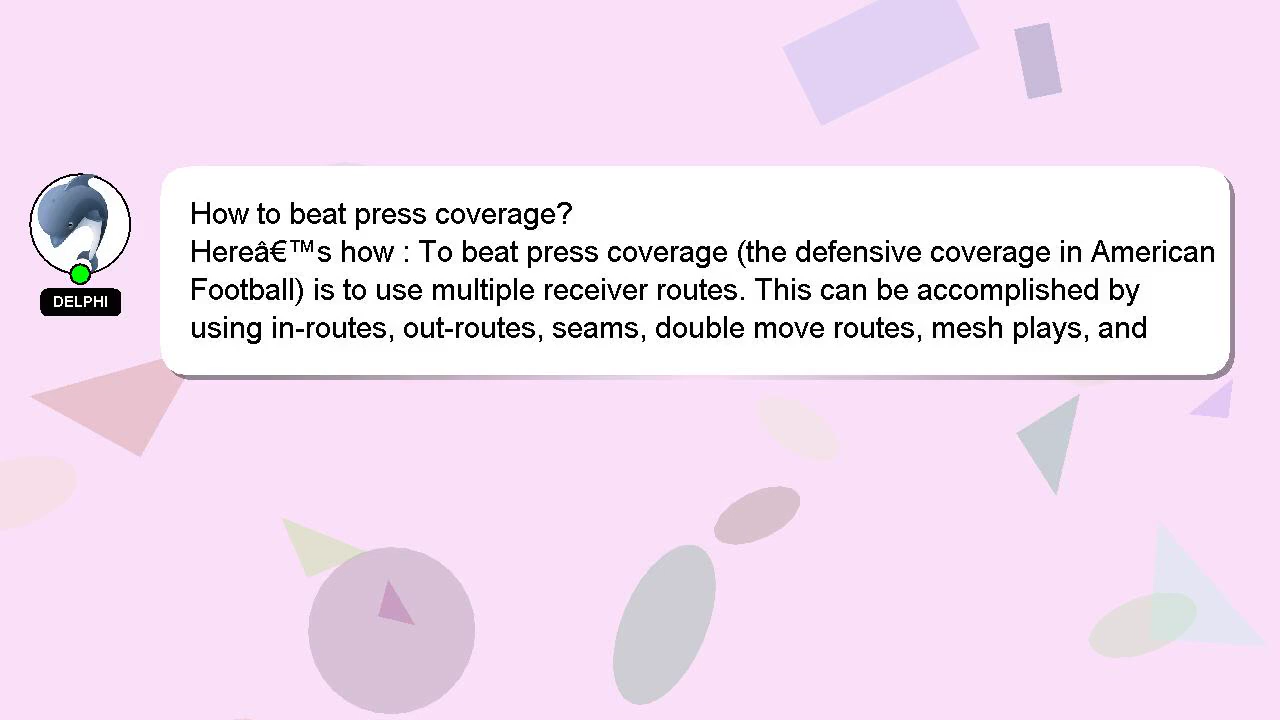 How to beat press coverage?
Hereâ€™s how : To beat press coverage (the defensive coverage in American
Football) is to use multiple receiver routes. This can be accomplished by
using in-routes, out-routes, seams, double move routes, mesh plays, and
DELPHI